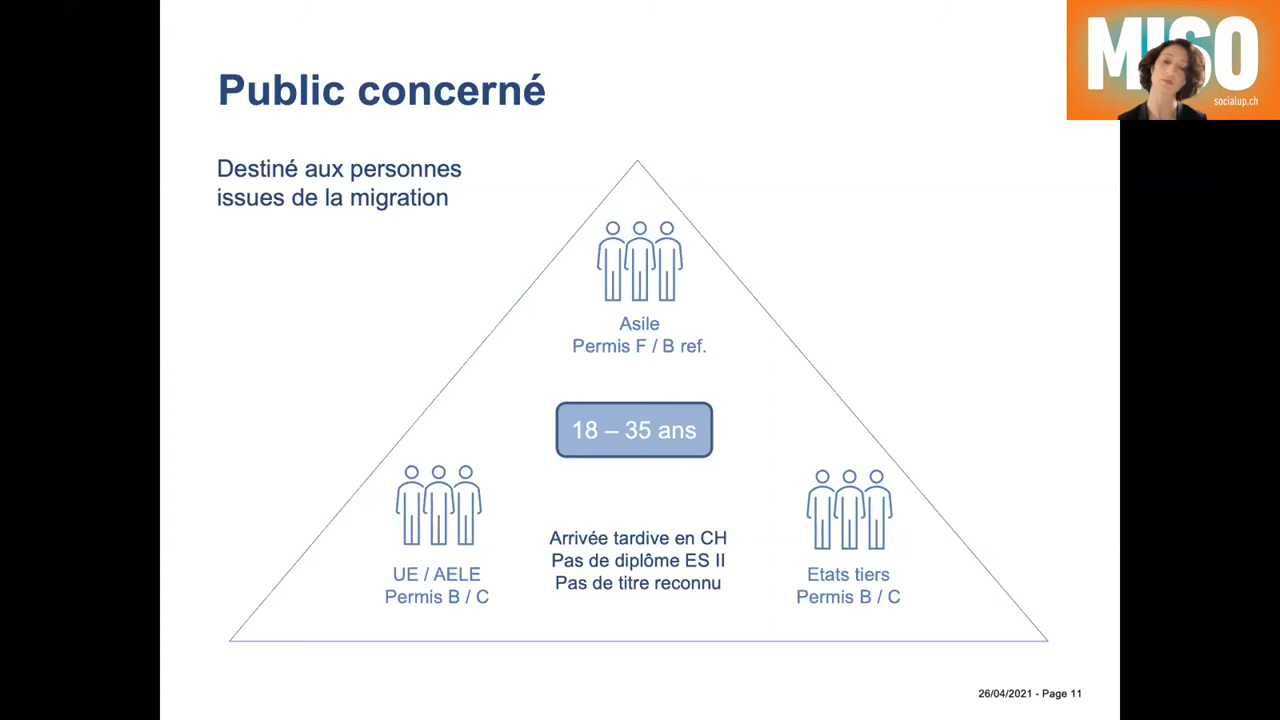 Public concerné
Destiné aux personnes
issues de la migration
Asile
Permis F / B ref.
18 – 35 ans
UE / AELE
Permis B / C
Arrivée tardive en CH
Pas de diplôme ES II
Pas de titre reconnu
Etats tiers
Permis B / C
26/04/2021 - Page 11
socialup.ch